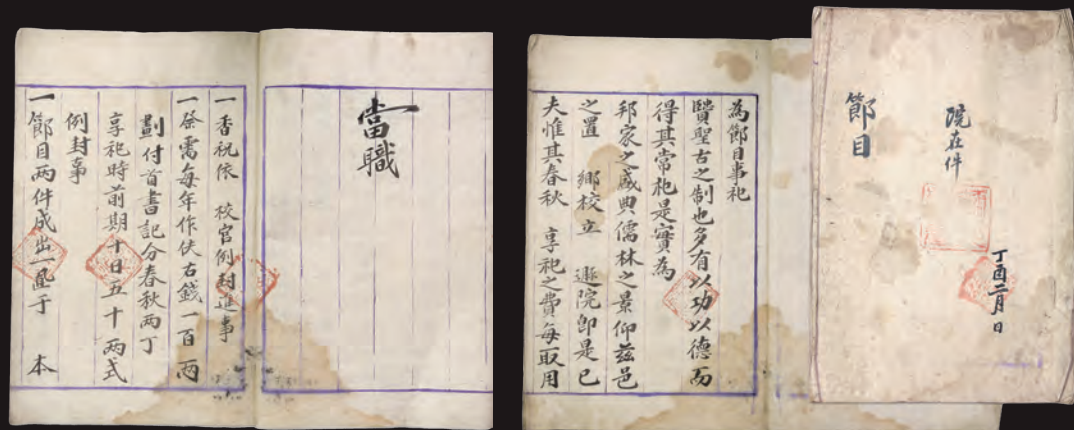 丁酉二月 日
院在件
節目
為節目事祀
贒聖古之制也多有以功以德而
得其常祀是實為
邦家之盛典儒林之景仰兹邑
之置 鄉校立 遯院卽是已
夫惟其春秋 享祀之費每取用
當職
一香祝依 校官例封進事
一祭需每年作伕右錢一百兩
劃付首書記分春秋兩丁
享祀時前期十日五十兩式
例封事
一節目兩件成出一置于 本